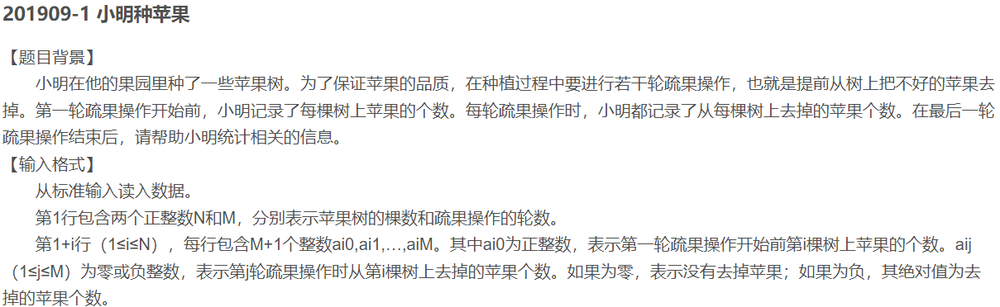 201909-1 小明种苹果
【题目背景】
小明在他的果园里种了一些苹果树。为了保证苹果的品质，在种植过程中要进行若干轮疏果操作，也就是提前从树上把不好的苹果去
掉。第一轮疏果操作开始前，小明记录了每棵树上苹果的个数。每轮疏果操作时，小明都记录了从每棵树上去掉的苹果个数。在最后一轮
疏果操作结束后，请帮助小明统计相关的信息。
【输入格式】
从标准输入读入数据。
第1行包含两个正整数N和M，分别表示苹果树的棵数和疏果操作的轮数。
第1+i行（1≤i≤N），每行包含M+1个整数ai0,ai1,…,aiM。其中ai0为正整数，表示第一轮疏果操作开始前第i棵树上苹果的个数。aij
（1≤j≤M）为零或负整数，表示第j轮疏果操作时从第i棵树上去掉的苹果个数。如果为零，表示没有去掉苹果；如果为负，其绝对值为去
掉的苹果个数。